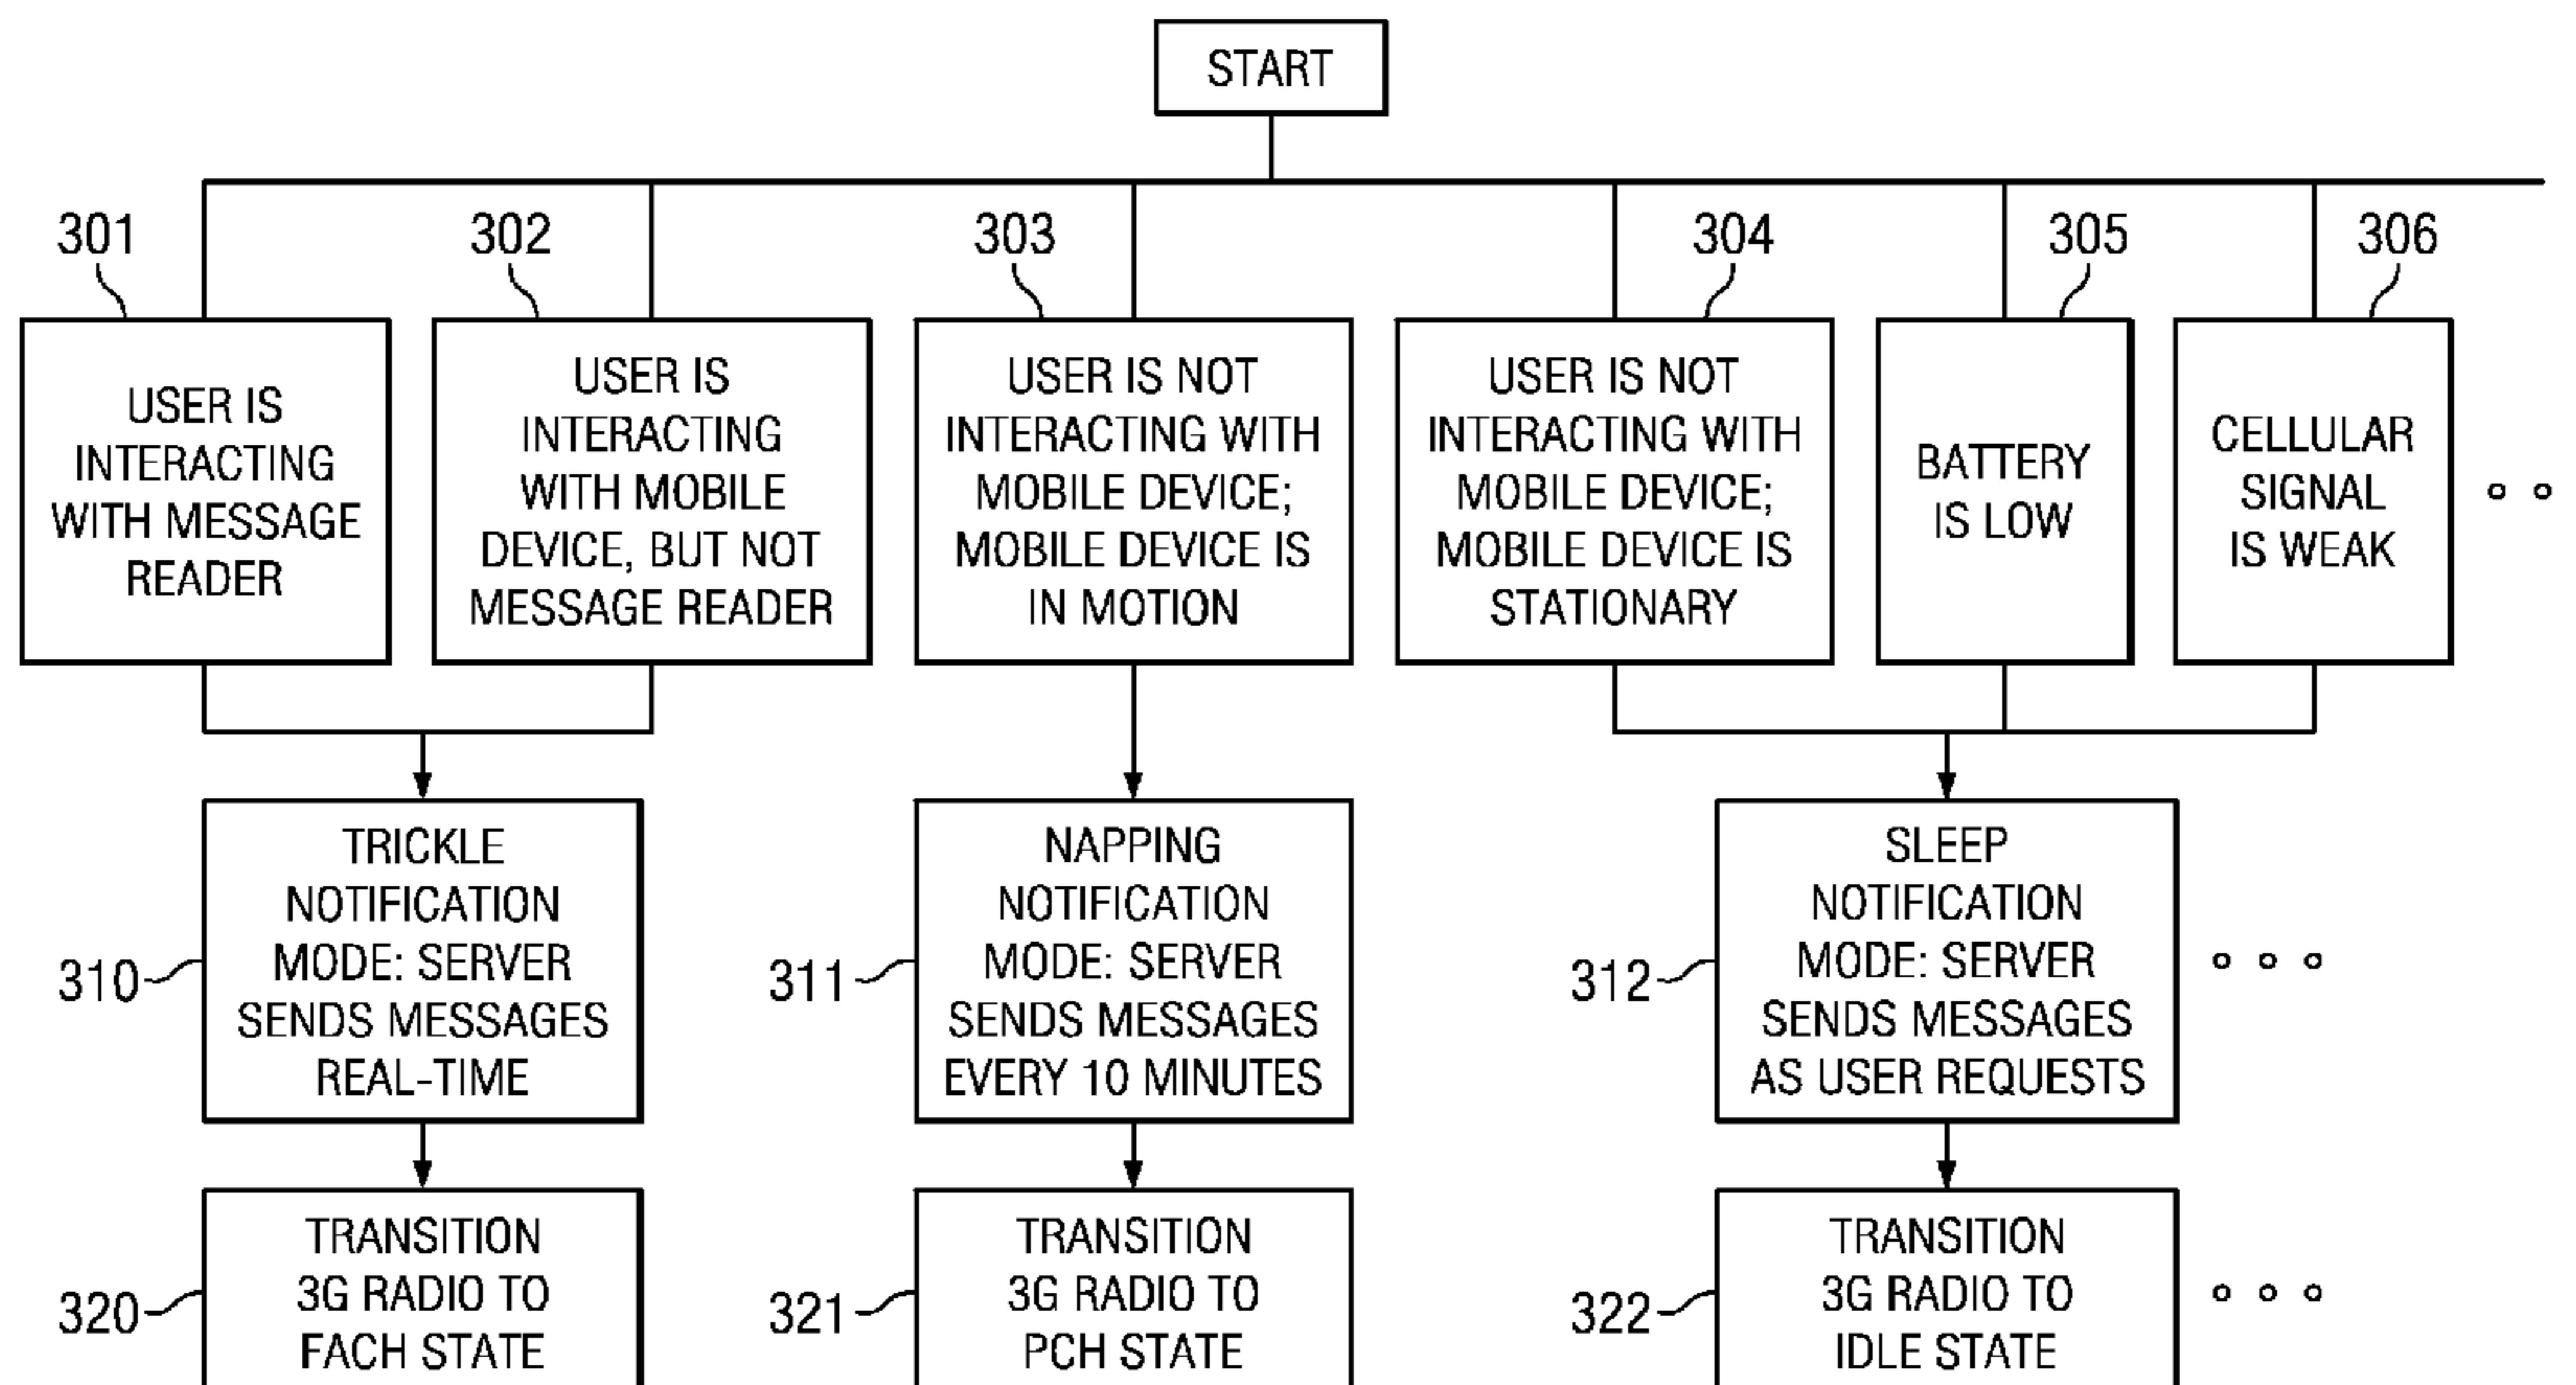 START
301
302
303
304
305
306
USER IS
INTERACTING
WITH MESSAGE
READER
USER IS
INTERACTING
WITH MOBILE
DEVICE, BUT NOT
MESSAGE READER
USER IS NOT
INTERACTING WITH
MOBILE DEVICE;
MOBILE DEVICE IS
IN MOTION
USER IS NOT
INTERACTING WITH
MOBILE DEVICE;
MOBILE DEVICE IS
STATIONARY
BATTERY
IS LOW
CELLULAR
SIGNAL
IS WEAK
310
TRICKLE
NOTIFICATION
MODE: SERVER
SENDS MESSAGES
REAL-TIME
311
NAPPING
NOTIFICATION
MODE: SERVER
SENDS MESSAGES
EVERY 10 MINUTES
312
SLEEP
NOTIFICATION
MODE: SERVER
SENDS MESSAGES
AS USER REQUESTS
320
TRANSITION
3G RADIO TO
FACH STATE
321
TRANSITION
3G RADIO TO
PCH STATE
322
TRANSITION
3G RADIO TO
IDLE STATE